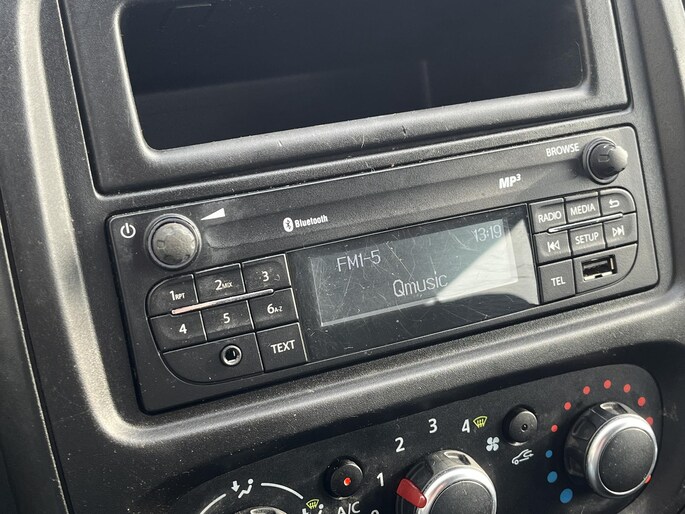 BROWSE
MP3
Bluetooth
RADIO MEDIA
FM1-5 13:19
Qmusic
SETUP
TEL
1RPT 2MIX 3
4 5 6A-Z
TEXT
1 2 3 4
A/C 0